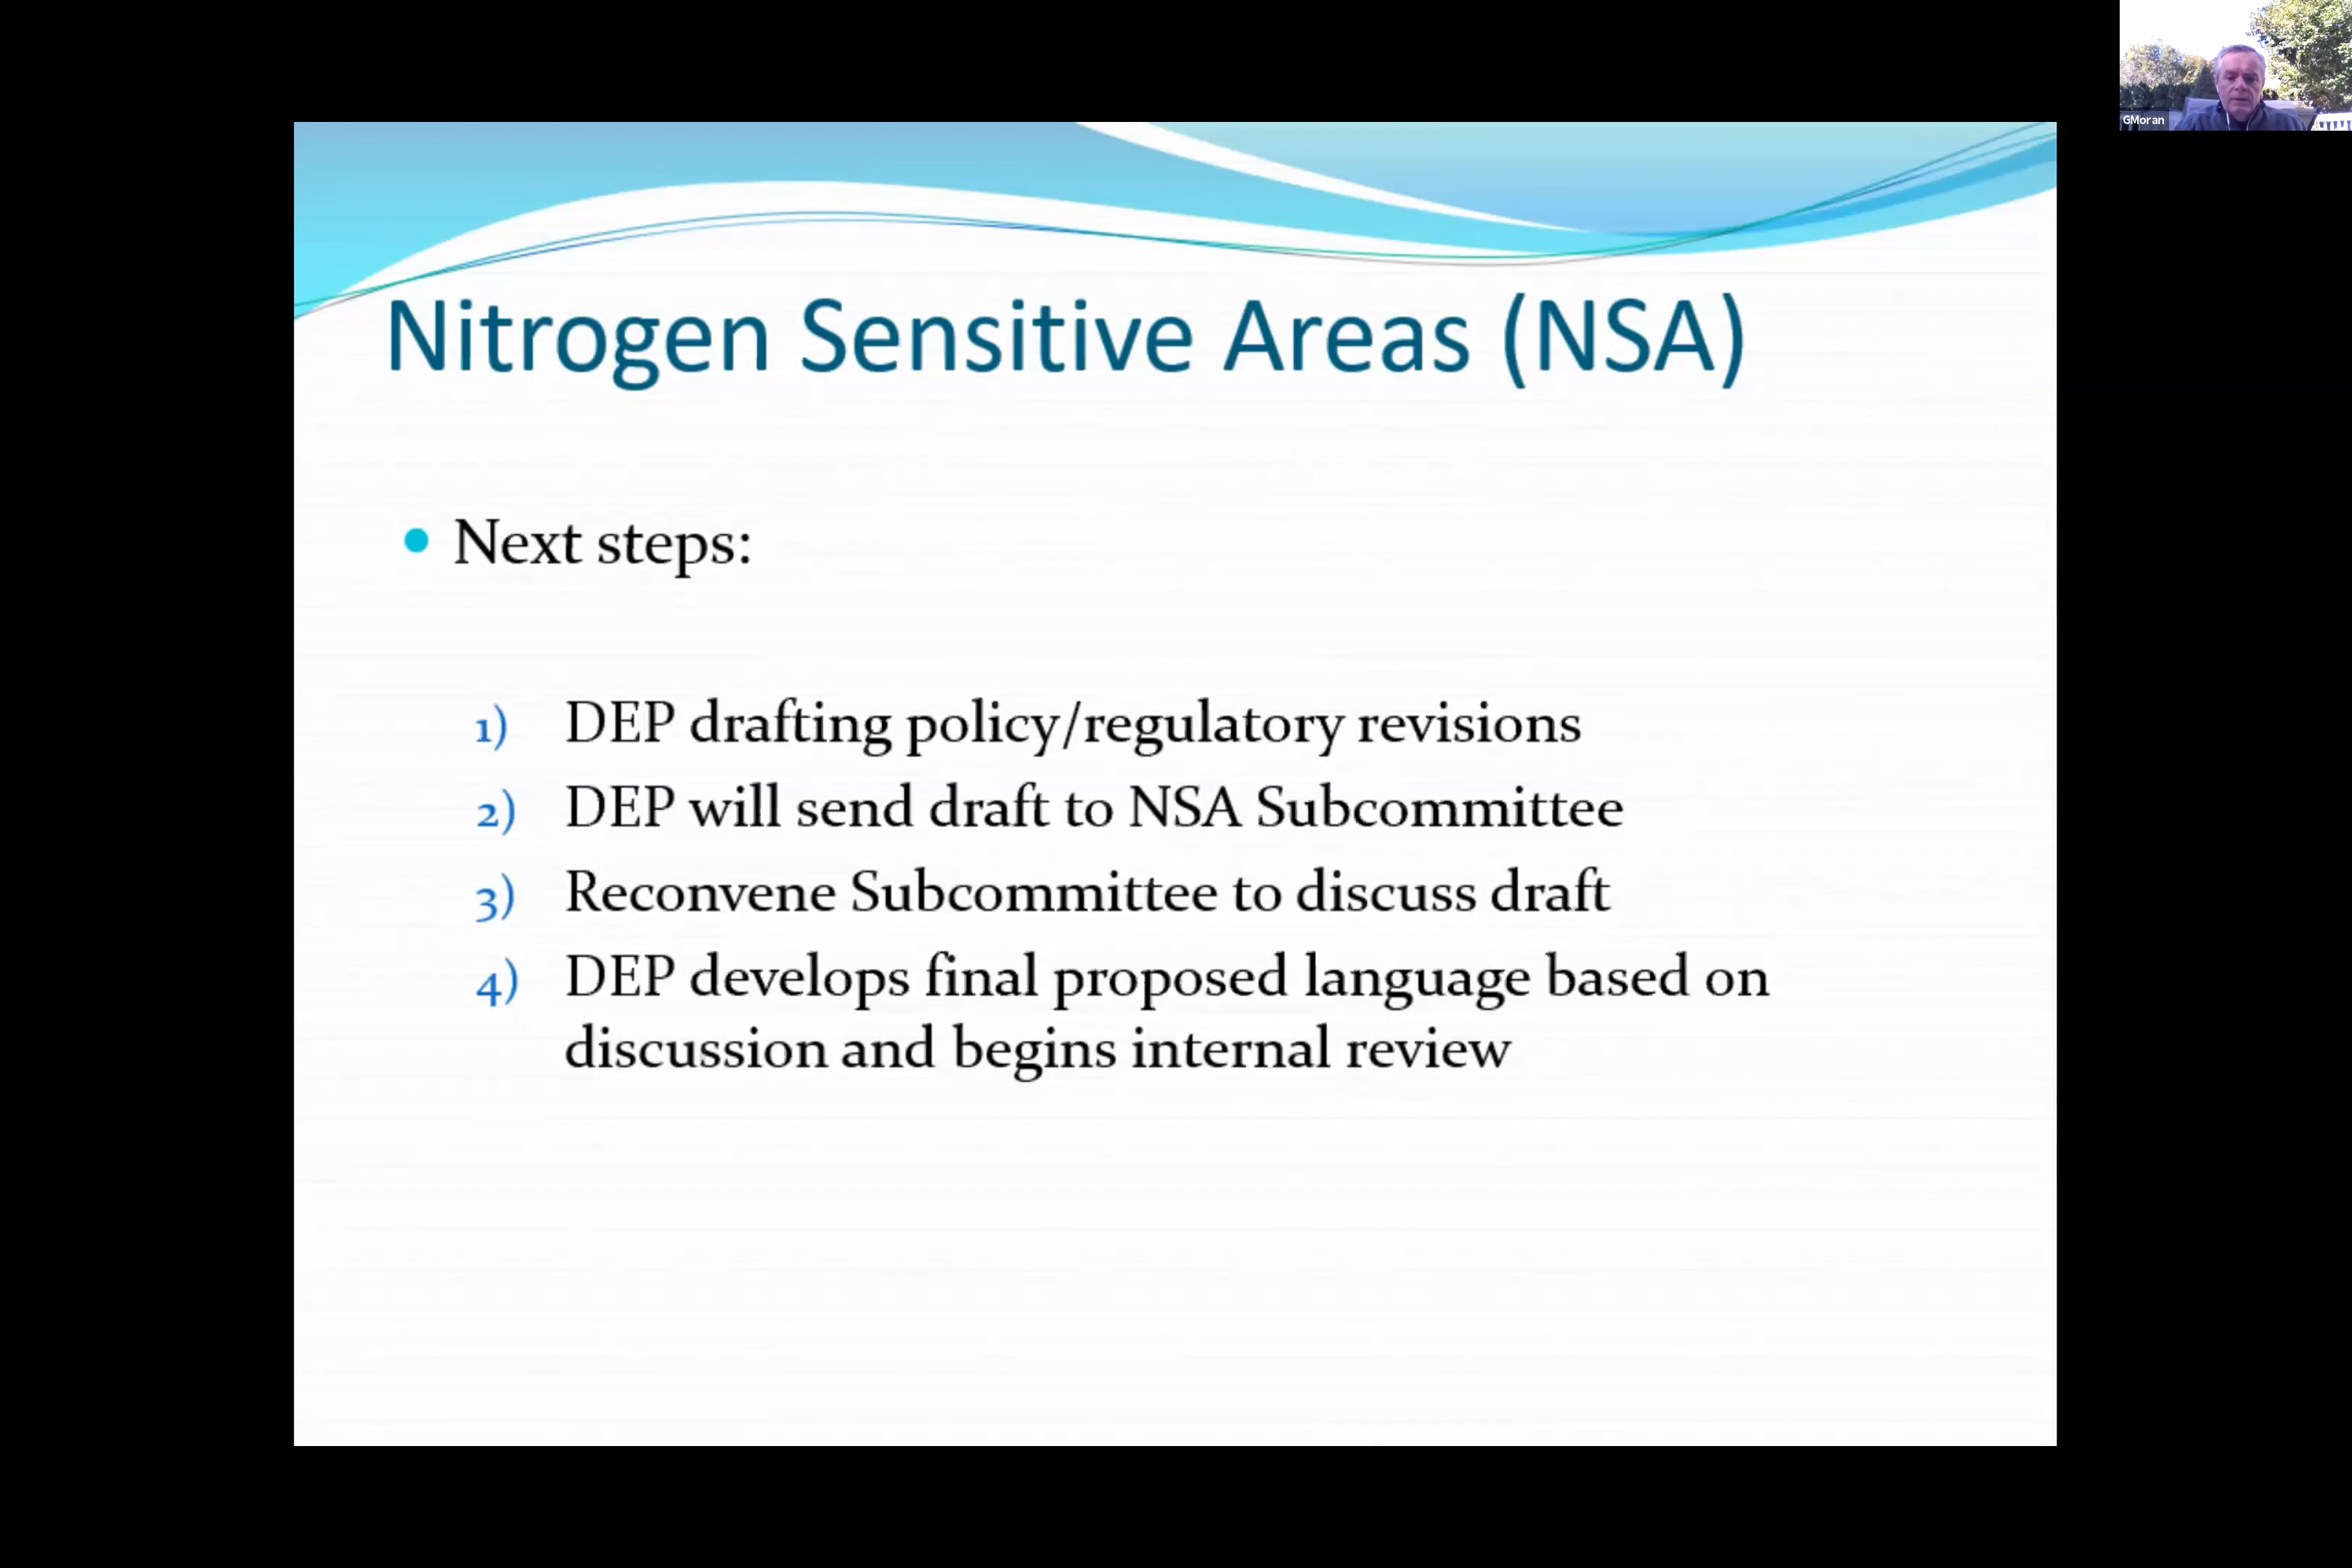 GMoran
Nitrogen Sensitive Areas (NSA)
Next steps:
1) DEP drafting policy/regulatory revisions
2) DEP will send draft to NSA Subcommittee
3) Reconvene Subcommittee to discuss draft
4) DEP develops final proposed language based on
discussion and begins internal review